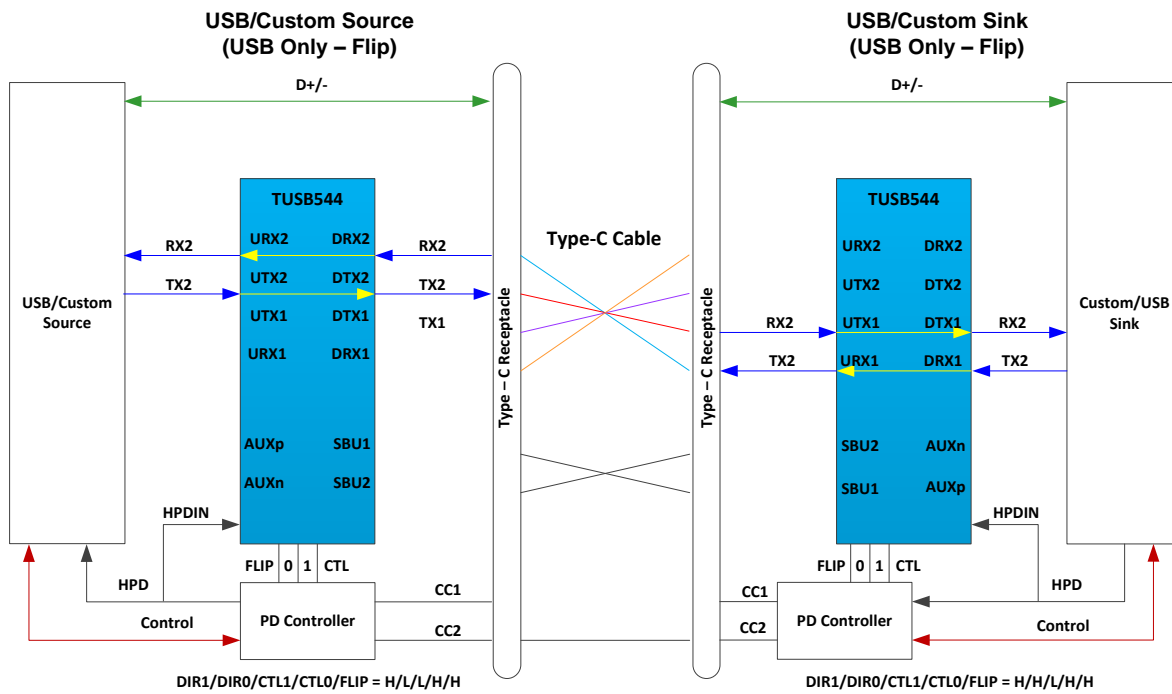 USB/Custom Source
(USB Only – Flip)
USB/Custom Sink
(USB Only – Flip)
D+/-
D+/-
TUSB544
TUSB544
Type-C Cable
RX2
URX2
DRX2
RX2
URX2
DRX2
TX2
UTX2
DTX2
TX2
UTX2
DTX2
USB/Custom
Source
UTX1
DTX1
TX1
RX2
UTX1
DTX1
RX2
Custom/USB
Sink
URX1
DRX1
TX2
URX1
DRX1
TX2
Type – C Receptacle
Type – C Receptacle
AUXp
SBU1
SBU2
AUXn
AUXn
SBU2
SBU1
AUXp
HPDIN
HPDIN
FLIP
0
1
CTL
FLIP
0
1
CTL
HPD
CC1
CC1
HPD
Control
PD Controller
CC2
CC2
PD Controller
Control
DIR1/DIR0/CTL1/CTL0/FLIP = H/L/L/H/H
DIR1/DIR0/CTL1/CTL0/FLIP = H/H/L/H/H